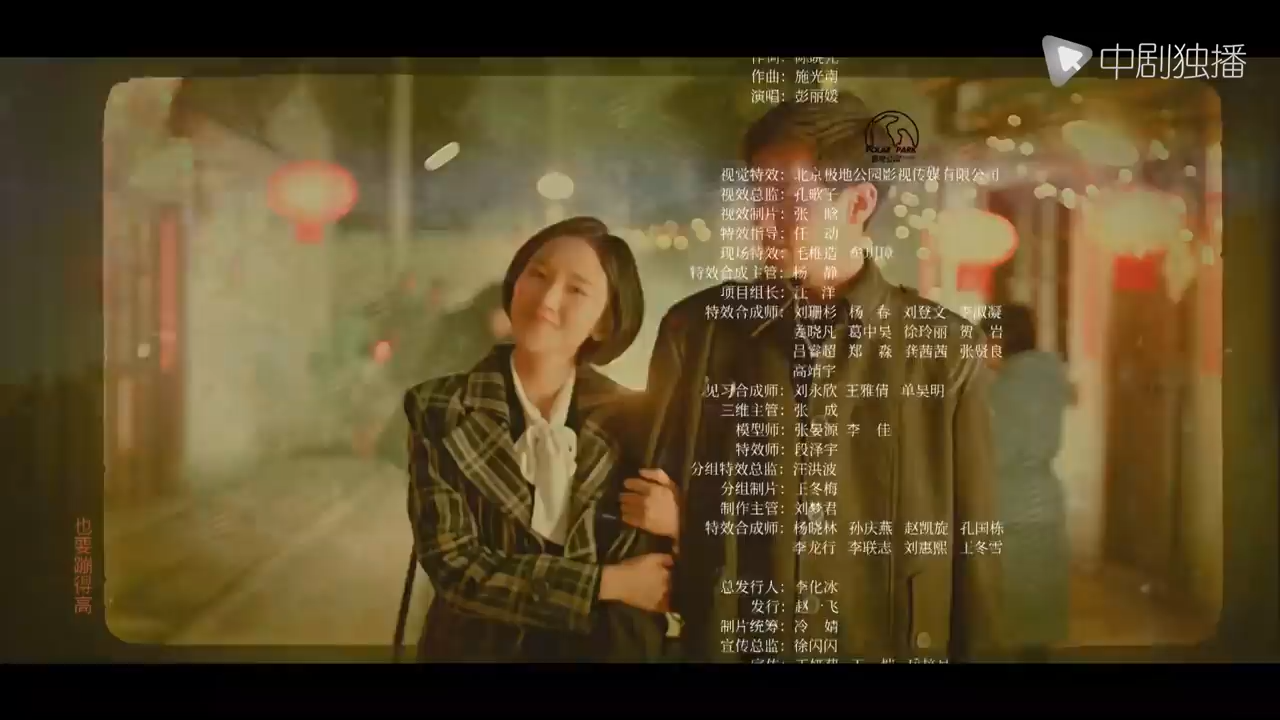 中剧独播
作曲：施光南
演唱：彭丽媛
POLAR PARK
视觉特效：北京极地公园影视传媒有限公司
视效总监：孔歌子
视效制片：张　晗
特效指导：任　动
现场特效：毛椎造
特效合成主管：杨　静
项目组长：江　洋
特效合成师：刘珊杉　杨　春　刘登文　李淑凝
姜晓凡　葛中昊　徐玲丽　贺　岩
吕睿超　郑　森　龚茜茜　张贤良
高靖宇
见习合成师：刘永欣　王雅倩　单昊明
三维主管：张　成
模型师：张晏源　李　佳
特效师：段泽宇
分组特效总监：汪洪波
分组制片：王冬梅
制作主管：刘梦君
特效合成师：杨晓林　孙庆燕　赵凯旋　孔国栋
李龙行　李联志　刘惠熙　王冬雪
总发行人：李化冰
发行：赵一飞
制片统筹：冷　婧
宣传总监：徐闪闪
也要蹦得高